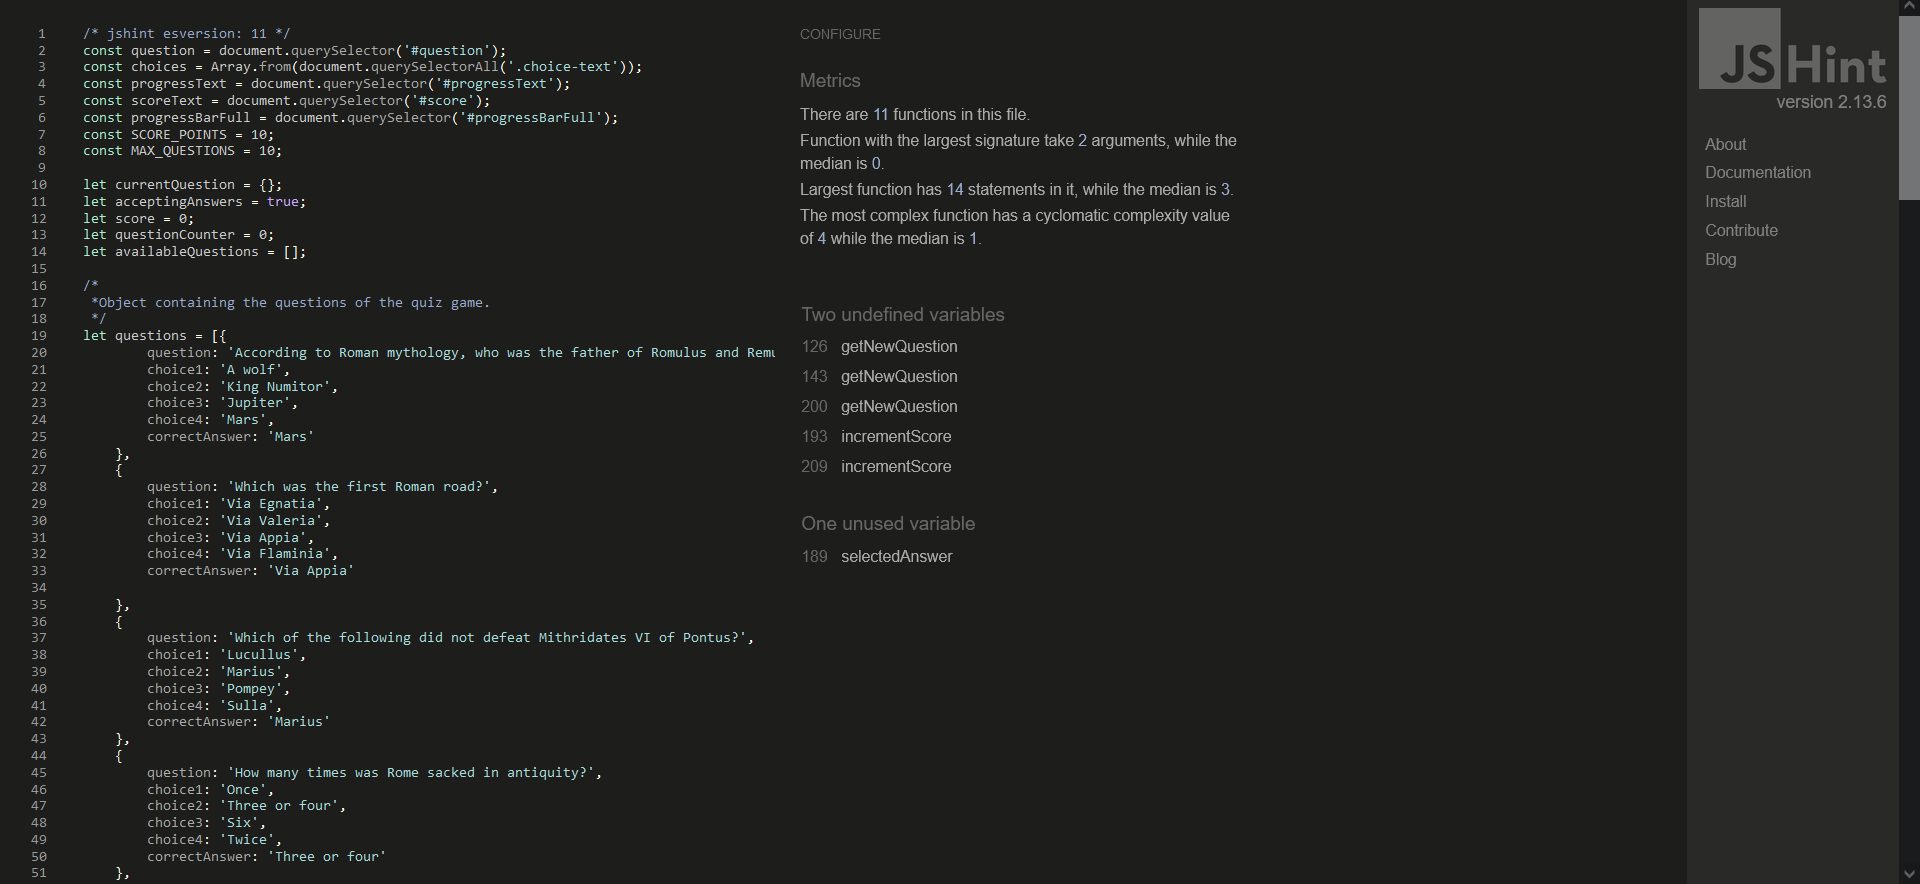 1 /* jshint esversion: 11 */
2 const question = document.querySelector('#question');
3 const choices = Array.from(document.querySelectorAll('.choice-text'));
4 const progressText = document.querySelector('#progressText');
5 const scoreText = document.querySelector('#score');
6 const progressBarFull = document.querySelector('#progressBarFull');
7 const SCORE_POINTS = 10;
8 const MAX_QUESTIONS = 10;
9
10 let currentQuestion = {};
11 let acceptingAnswers = true;
12 let score = 0;
13 let questionCounter = 0;
14 let availableQuestions = [];
15
16 /*
17 *Object containing the questions of the quiz game.
18 */
19 let questions = [{
20 question: 'According to Roman mythology, who was the father of Romulus and Remu
21 choice1: 'A wolf',
22 choice2: 'King Numitor',
23 choice3: 'Jupiter',
24 choice4: 'Mars',
25 correctAnswer: 'Mars'
26 },
27 {
28 question: 'Which was the first Roman road?',
29 choice1: 'Via Egnatia',
30 choice2: 'Via Valeria',
31 choice3: 'Via Appia',
32 choice4: 'Via Flaminia',
33 correctAnswer: 'Via Appia'
34
35 },
36 {
37 question: 'Which of the following did not defeat Mithridates VI of Pontus?',
38 choice1: 'Lucullus',
39 choice2: 'Marius',
40 choice3: 'Pompey',
41 choice4: 'Sulla',
42 correctAnswer: 'Marius'
43 },
44 {
45 question: 'How many times was Rome sacked in antiquity?',
46 choice1: 'Once',
47 choice2: 'Three or four',
48 choice3: 'Six',
49 choice4: 'Twice',
50 correctAnswer: 'Three or four'
51 },
CONFIGURE
Metrics
There are 11 functions in this file.
Function with the largest signature take 2 arguments, while the
median is 0.
Largest function has 14 statements in it, while the median is 3.
The most complex function has a cyclomatic complexity value
of 4 while the median is 1.
Two undefined variables
126 getNewQuestion
143 getNewQuestion
200 getNewQuestion
193 incrementScore
209 incrementScore
One unused variable
189 selectedAnswer
JSHint
version 2.13.6
About
Documentation
Install
Contribute
Blog